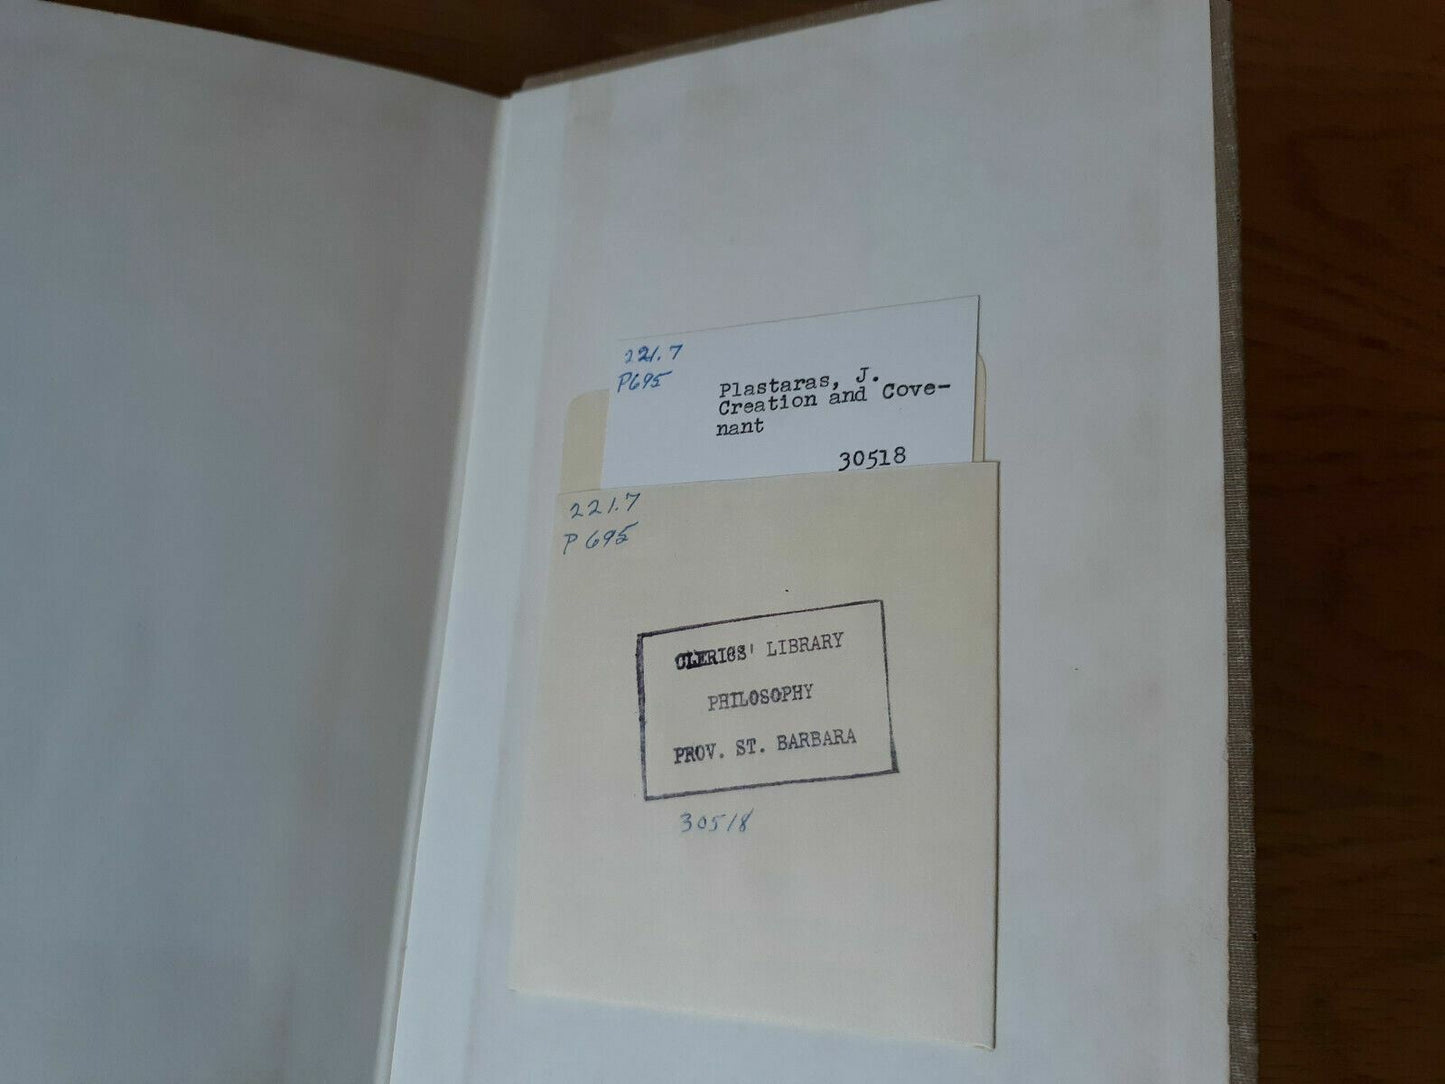 221.7
P695
Plastaras, J.
Creation and Cove-
nant
30518
221.7
P695
CLERICS' LIBRARY
PHILOSOPHY
PROV. ST. BARBARA
30518